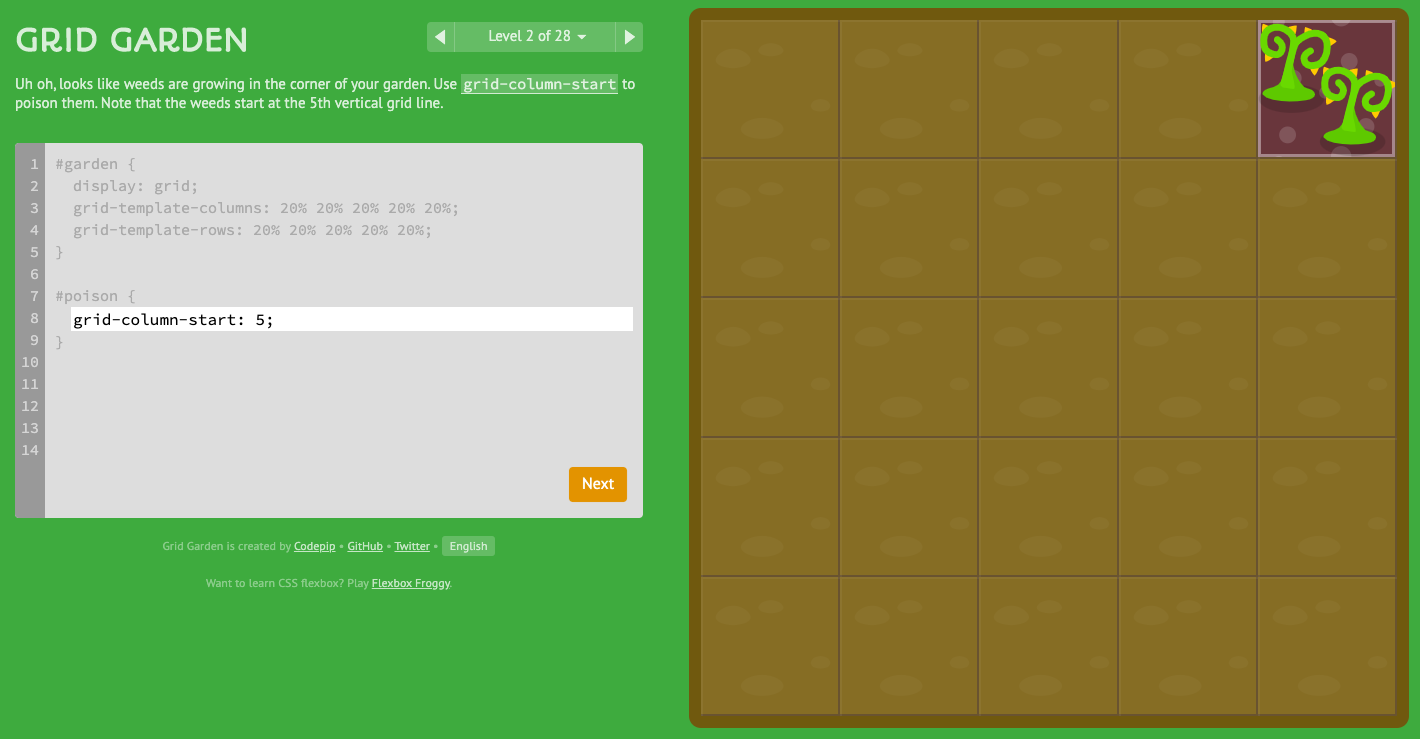 GRID GARDEN
Level 2 of 28
Uh oh, looks like weeds are growing in the corner of your garden. Use grid-column-start to
poison them. Note that the weeds start at the 5th vertical grid line.
1 #garden {
2 display: grid;
3 grid-template-columns: 20% 20% 20% 20% 20%;
4 grid-template-rows: 20% 20% 20% 20% 20%;
5 }
6
7 #poison {
8 grid-column-start: 5;
9 }
10
11
12
13
14
Next
Grid Garden is created by Codepip • GitHub • Twitter • English
Want to learn CSS flexbox? Play Flexbox Froggy.